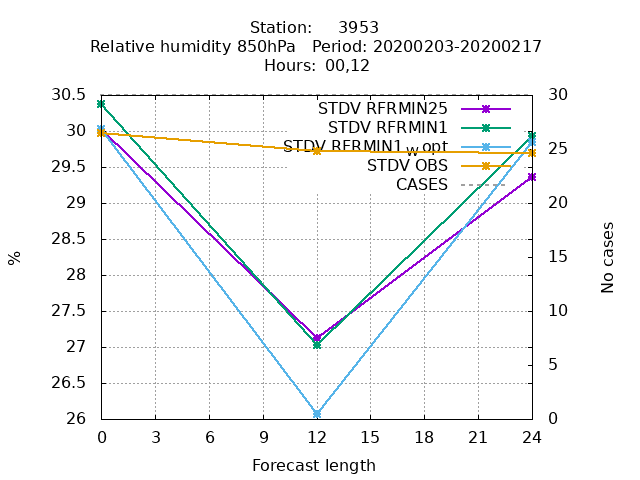 Station: 3953
Relative humidity 850hPa Period: 20200203-20200217
Hours: 00,12
STDV RFRMIN25
STDV RFRMIN1
STDV RFRMIN1_w_opt
STDV OBS
CASES
30.5
30
29.5
29
28.5
28
27.5
27
26.5
26
%
30
25
20
15
10
5
0
No cases
0 3 6 9 12 15 18 21 24
Forecast length